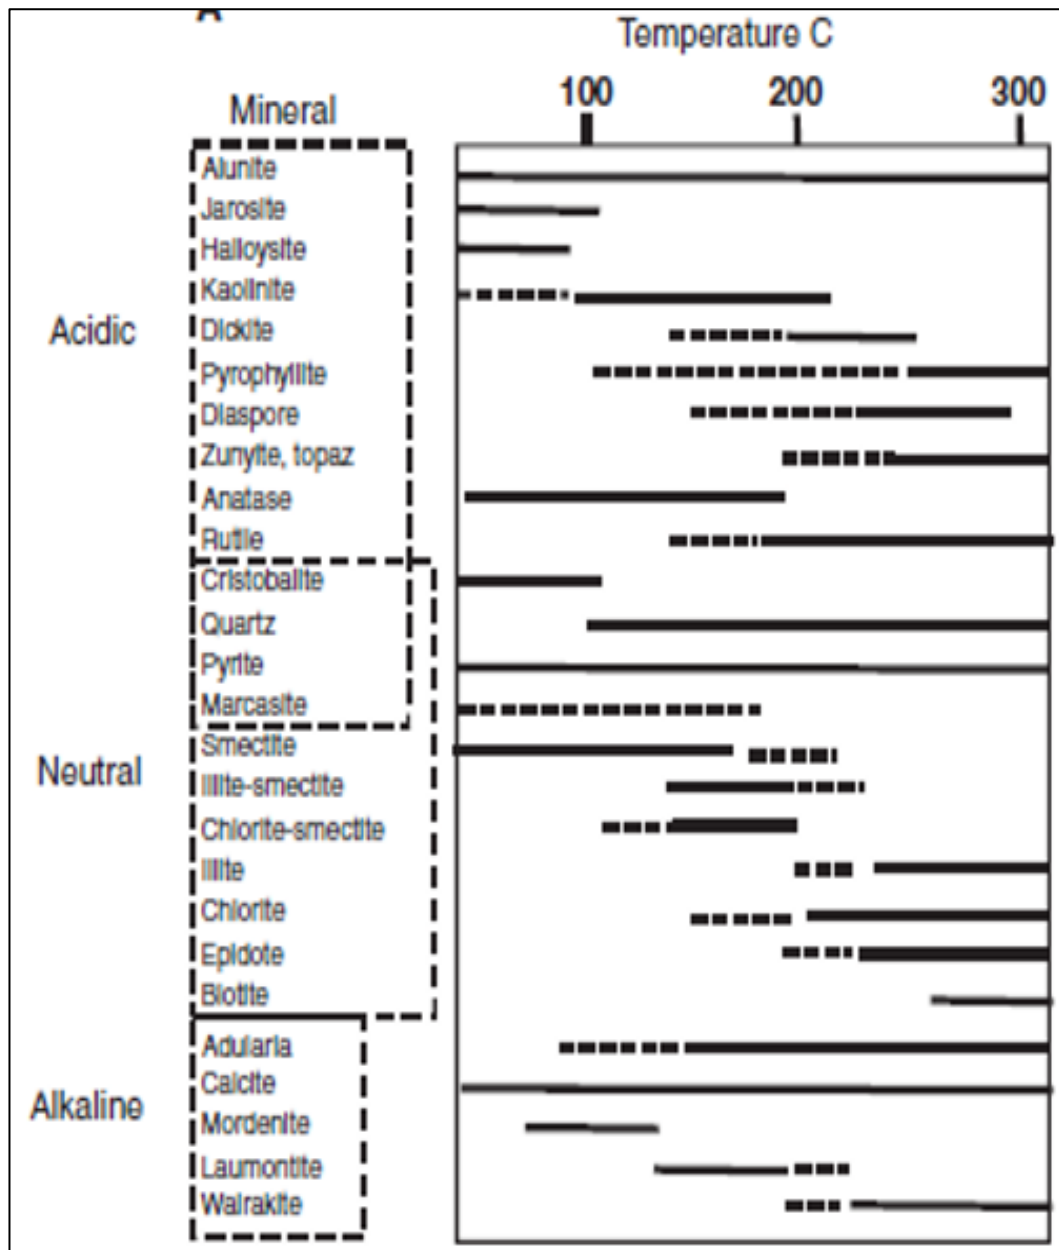 A
Temperature C
100 200 300
Mineral
Alunite
Jarosite
Halloysite
Kaolinite
Acidic
Dickite
Pyrophyllite
Diaspore
Zunyite, topaz
Anatase
Rutile
Cristobalite
Quartz
Pyrite
Marcasite
Smectite
Neutral
Illite-smectite
Chlorite-smectite
Illite
Chlorite
Epidote
Biotite
Adularia
Calcite
Alkaline
Mordenite
Laumontite
Wairakite